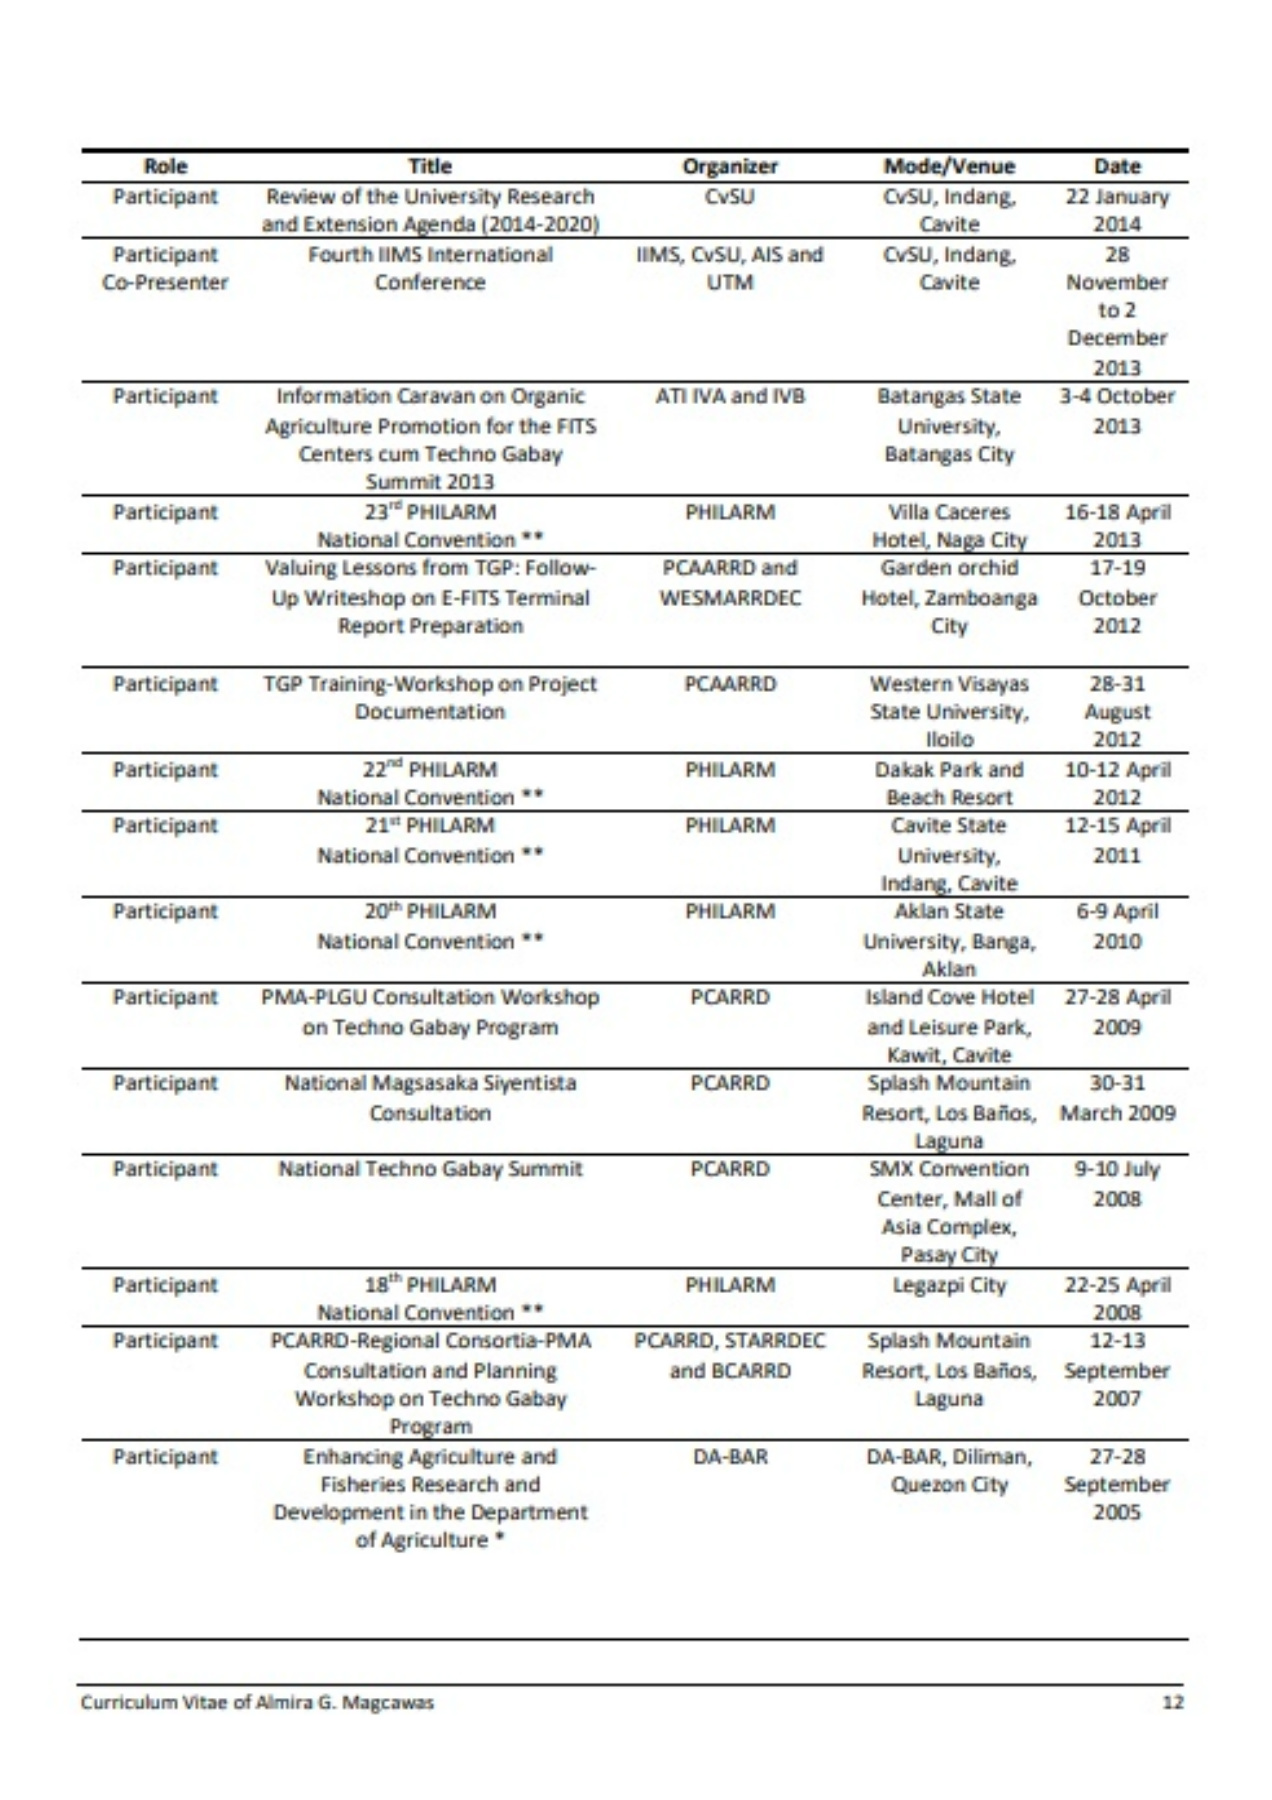 Role Title Organizer Mode/Venue Date
Participant Review of the University Research CvSU CvSU, Indang, 22 January
and Extension Agenda (2014-2020) Cavite 2014
Participant Fourth IIMS International IIMS, CvSU, AIS and CvSU, Indang, 28
Co-Presenter Conference UTM Cavite November
to 2
December
2013
Participant Information Caravan on Organic ATI IVA and IVB Batangas State 3-4 October
Agriculture Promotion for the FITS University, 2013
Centers cum Techno Gabay Batangas City
Summit 2013
Participant 23rd PHILARM PHILARM Villa Caceres 16-18 April
National Convention ** Hotel, Naga City 2013
Participant Valuing Lessons from TGP: Follow- PCAARRD and Garden orchid 17-19
Up Writeshop on E-FITS Terminal WESMARRDEC Hotel, Zamboanga October
Report Preparation City 2012
Participant TGP Training-Workshop on Project PCAARRD Western Visayas 28-31
Documentation State University, August
Iloilo 2012
Participant 22nd PHILARM PHILARM Dakak Park and 10-12 April
National Convention ** Beach Resort 2012
Participant 21st PHILARM PHILARM Cavite State 12-15 April
National Convention ** University, 2011
Indang, Cavite
Participant 20th PHILARM PHILARM Aklan State 6-9 April
National Convention ** University, Banga, 2010
Aklan
Participant PMA-PLGU Consultation Workshop PCARRD Island Cove Hotel 27-28 April
on Techno Gabay Program and Leisure Park, 2009
Kawit, Cavite
Participant National Magsasaka Siyentista PCARRD Splash Mountain 30-31
Consultation Resort, Los Baños, March 2009
Laguna
Participant National Techno Gabay Summit PCARRD SMX Convention 9-10 July
Center, Mall of 2008
Asia Complex,
Pasay City
Participant 18th PHILARM PHILARM Legazpi City 22-25 April
National Convention ** 2008
Participant PCARRD-Regional Consortia-PMA PCARRD, STARRDEC Splash Mountain 12-13
Consultation and Planning and BCARRD Resort, Los Baños, September
Workshop on Techno Gabay Laguna 2007
Program
Participant Enhancing Agriculture and DA-BAR DA-BAR, Diliman, 27-28
Fisheries Research and Quezon City September
Development in the Department 2005
of Agriculture *
Curriculum Vitae of Almira G. Magcawas 12